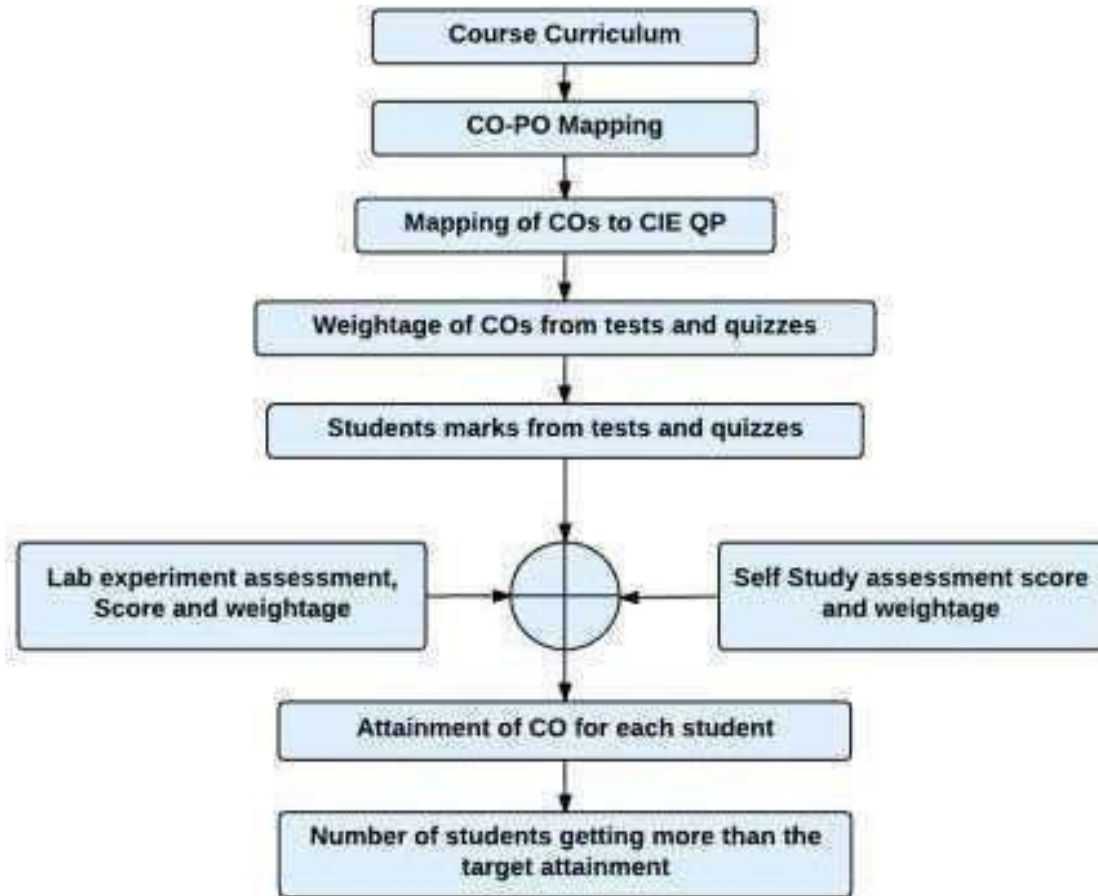 Course Curriculum
CO-PO Mapping
Mapping of COs to CIE QP
Weightage of COs from tests and quizzes
Students marks from tests and quizzes
Lab experiment assessment,
Score and weightage
Self Study assessment score
and weightage
Attainment of CO for each student
Number of students getting more than the
target attainment